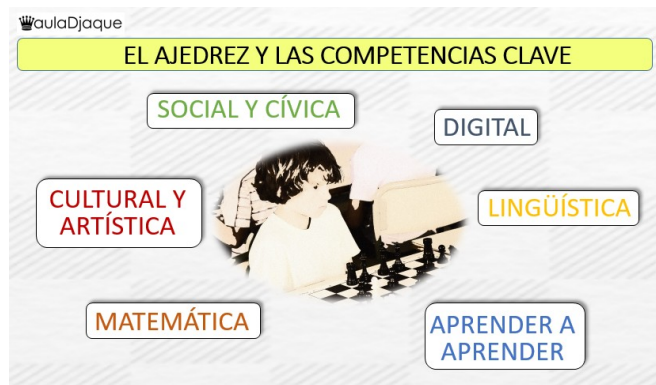 aulaDjaque
EL AJEDREZ Y LAS COMPETENCIAS CLAVE
SOCIAL Y CÍVICA
DIGITAL
CULTURAL Y
ARTÍSTICA
LINGÜÍSTICA
MATEMÁTICA
APRENDER A
APRENDER